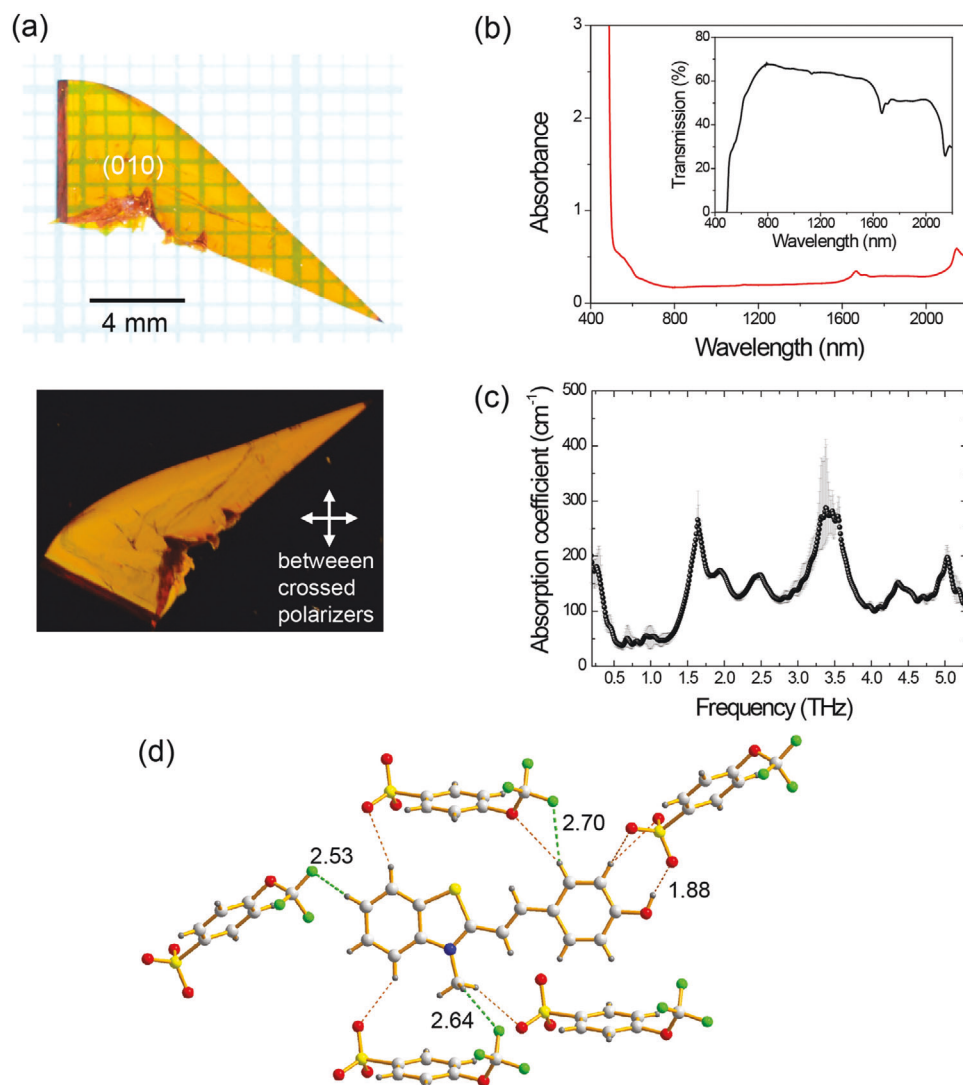 (a)
(010)
4 mm
betweeen
crossed
polarizers
(b)
Absorbance
3
2
1
0
400
800
1200
1600
2000
Wavelength (nm)
Transmission (%)
80
60
40
20
0
400
800
1200
1600
2000
Wavelength (nm)
(c)
Absorption coefficient (cm⁻¹)
500
400
300
200
100
0
0.5
1.0
1.5
2.0
2.5
3.0
3.5
4.0
4.5
5.0
Frequency (THz)
(d)
2.70
2.53
1.88
2.64